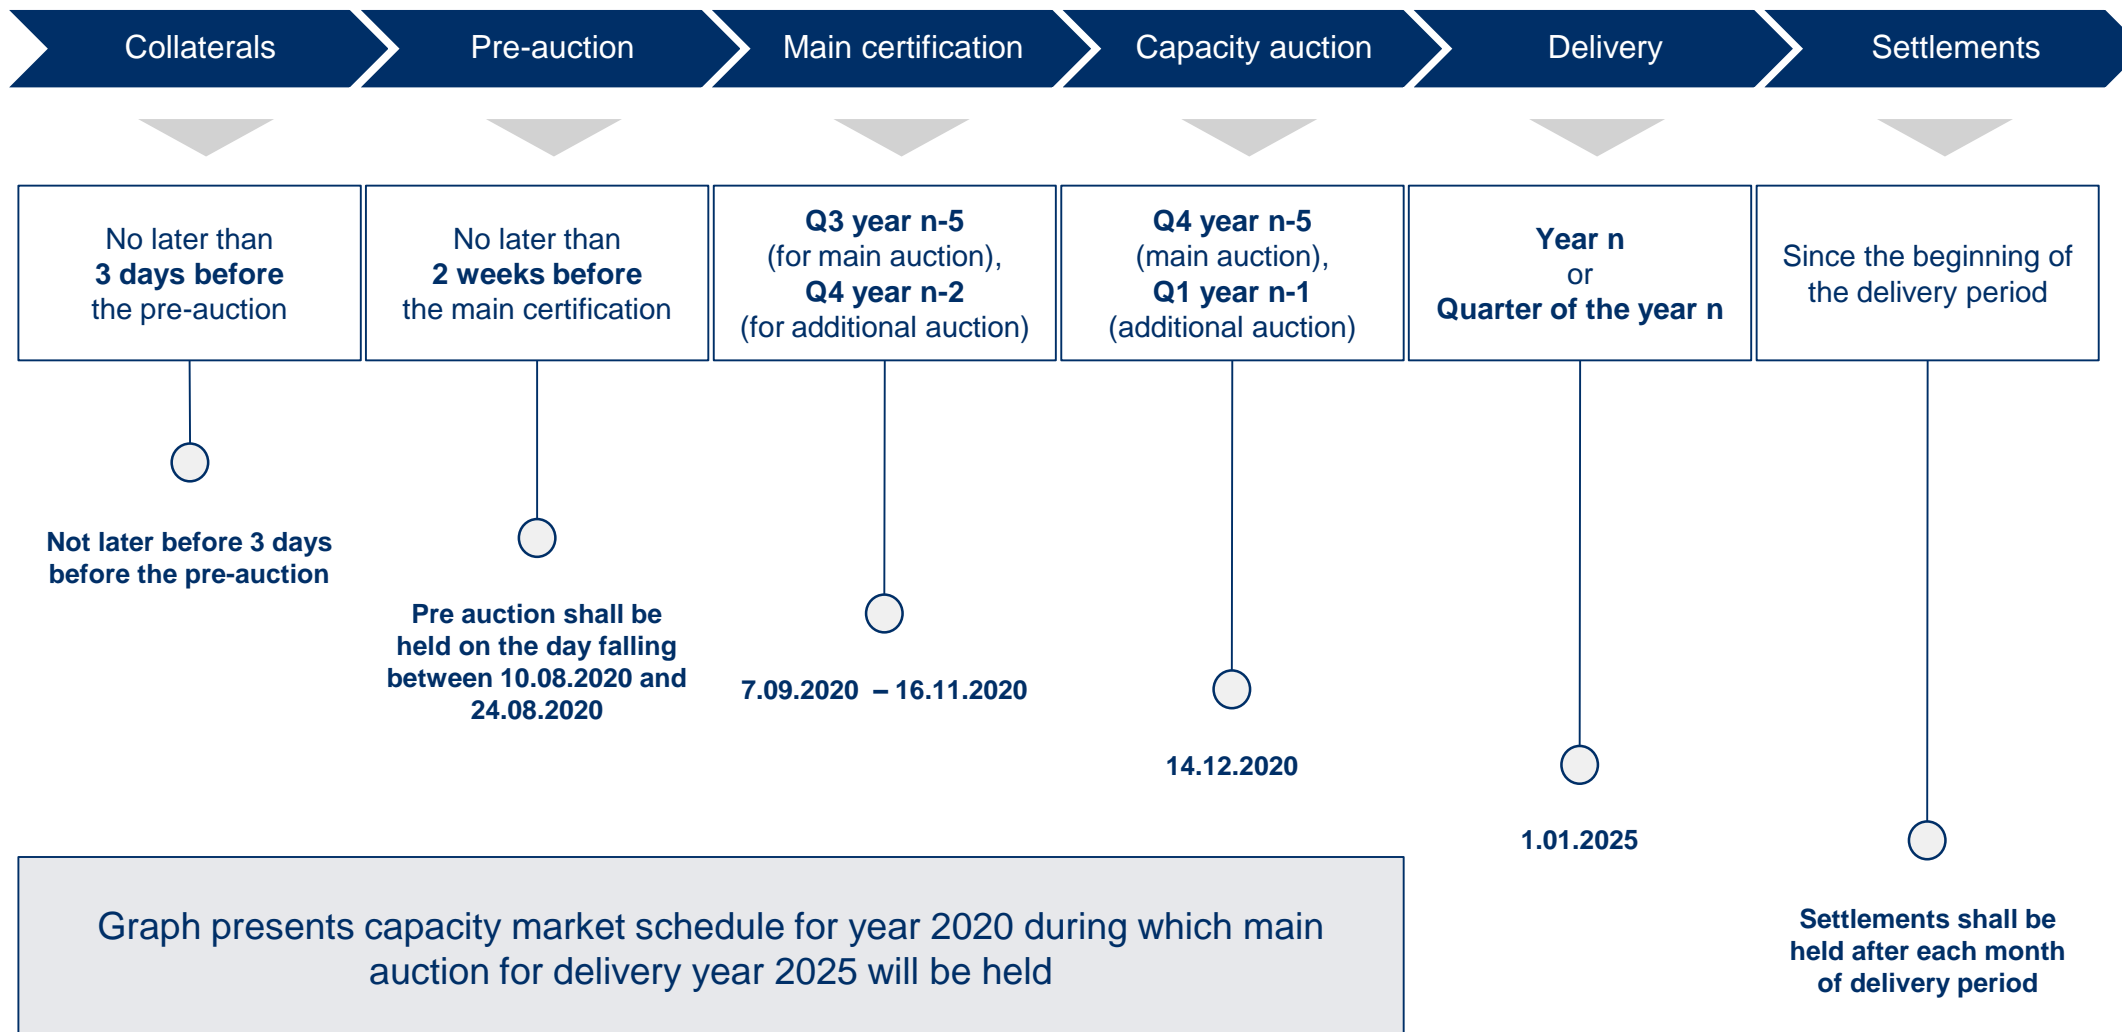 Collaterals
Pre-auction
Main certification
Capacity auction
Delivery
Settlements
No later than
3 days before
the pre-auction
No later than
2 weeks before
the main certification
Q3 year n-5
(for main auction),
Q4 year n-2
(for additional auction)
Q4 year n-5
(main auction),
Q1 year n-1
(additional auction)
Year n
or
Quarter of the year n
Since the beginning of
the delivery period
Not later before 3 days
before the pre-auction
Pre auction shall be
held on the day falling
between 10.08.2020 and
24.08.2020
7.09.2020 – 16.11.2020
14.12.2020
1.01.2025
Settlements shall be
held after each month
of delivery period
Graph presents capacity market schedule for year 2020 during which main
auction for delivery year 2025 will be held